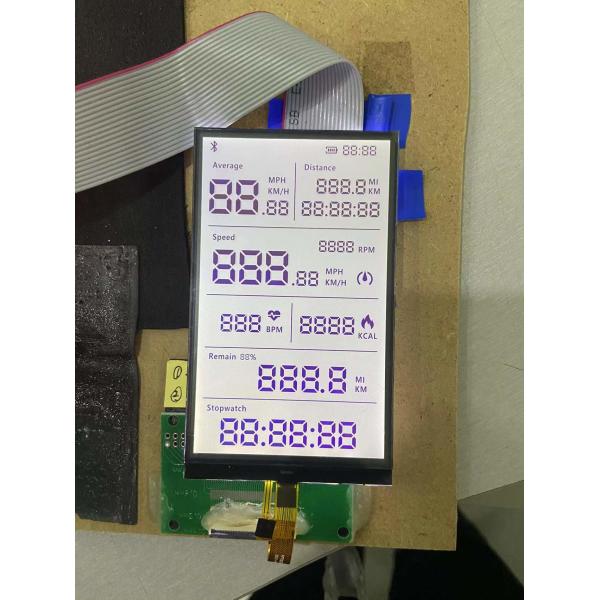 88:88
Average
Distance
88.88
MPH
KM/H
888.8 MI
KM
88:88:88
Speed
8888 RPM
888.88
MPH
KM/H
888 BPM
8888 KCAL
Remain 88%
888.8 MI
KM
Stopwatch
88:88:88